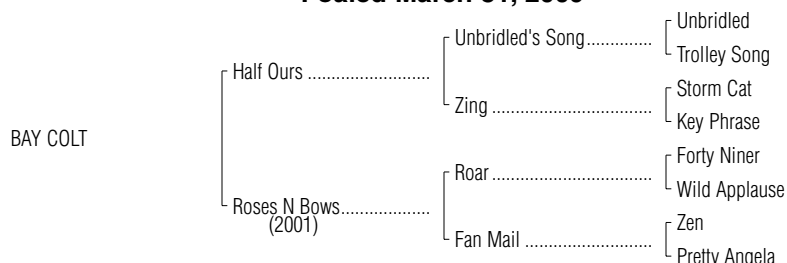 Unbridled
Unbridled's Song..................
Trolley Song
Half Ours ..................................
Storm Cat
Zing ...........................................
Key Phrase
BAY COLT
Forty Niner
Roar ...........................................
Wild Applause
Roses N Bows........................
(2001)
Zen
Fan Mail ..................................
Pretty Angela